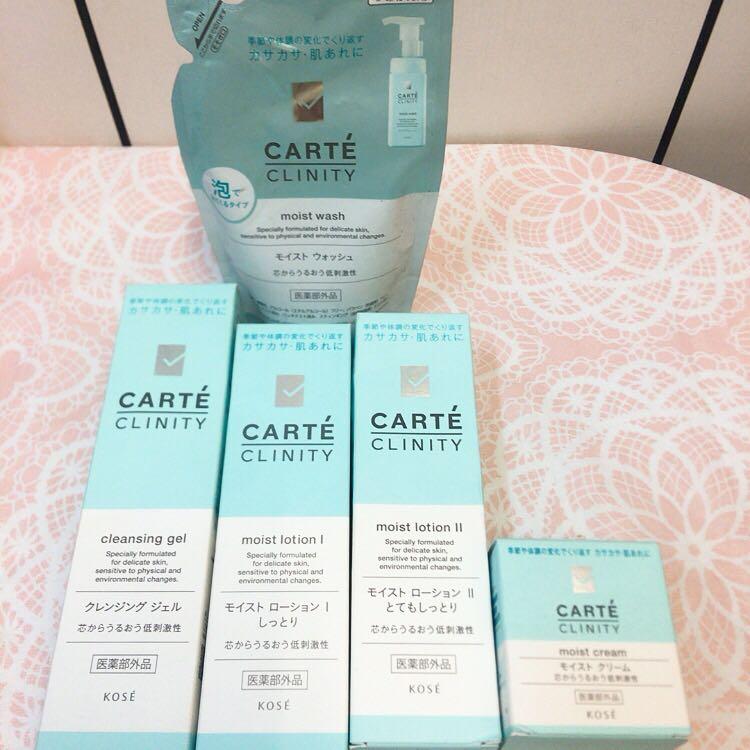 OPEN
季節や体調の変化でくり返す
カサカサ・肌あれに
CARTÉ
CLINITY
CARTÉ
CLINITY
泡で
タイプ
moist wash
Specially formulated for delicate skin,
sensitive to physical and environmental changes.
モイスト ウォッシュ
芯からうるおう低刺激性
医薬部外品
季節や体調の変化でくり返す
カサカサ・肌あれに
CARTÉ
CLINITY
cleansing gel
Specially formulated
for delicate skin,
sensitive to physical and
environmental changes.
クレンジング ジェル
芯からうるおう低刺激性
医薬部外品
KOSÉ
季節や体調の変化でくり返す
カサカサ・肌あれに
CARTÉ
CLINITY
moist lotion I
Specially formulated
for delicate skin,
sensitive to physical and
environmental changes.
モイスト ローション I
しっとり
芯からうるおう低刺激性
医薬部外品
KOSÉ
季節や体調の変化でくり返す
カサカサ・肌あれに
CARTÉ
CLINITY
moist lotion II
Specially formulated
for delicate skin,
sensitive to physical and
environmental changes.
モイスト ローション II
とてもしっとり
芯からうるおう低刺激性
医薬部外品
KOSÉ
季節や体調の変化でくり返す カサカサ・肌あれに
CARTÉ
CLINITY
moist cream
モイスト クリーム
芯からうるおう低刺激性
医薬部外品
KOSÉ